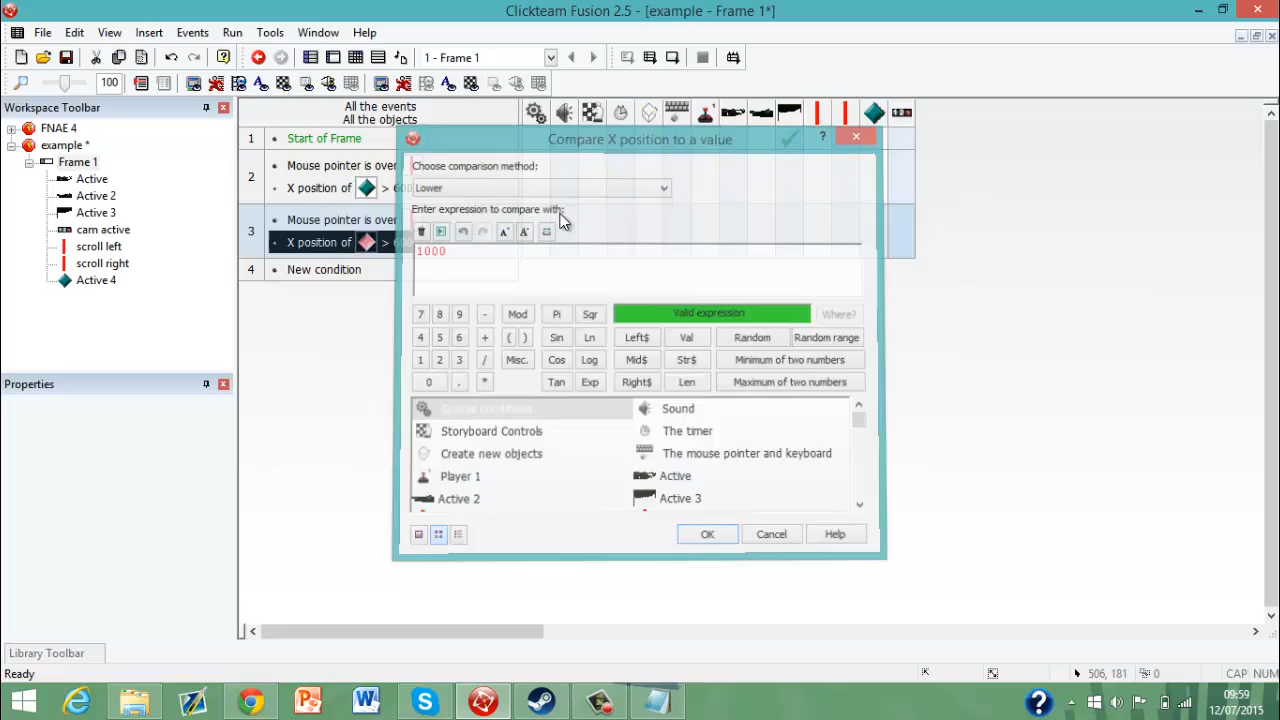 Clickteam Fusion 2.5 - [example - Frame 1*]
File Edit View Insert Events Run Tools Window Help
1 - Frame 1
100
Workspace Toolbar
FNAE 4
example *
Frame 1
Active
Active 2
Active 3
cam active
scroll left
scroll right
Active 4
Properties
Library Toolbar
All the events
All the objects
1 • Start of Frame
2 • Mouse pointer is over
• X position of > 600
3 • Mouse pointer is over
• X position of > 600
4 • New condition
Compare X position to a value
Choose comparison method:
Lower
Enter expression to compare with:
1000
7 8 9 - Mod Pi Sqr Valid expression Where?
4 5 6 + ( ) Sin Ln Left$ Val Random Random range
1 2 3 / Misc. Cos Log Mid$ Str$ Minimum of two numbers
0 . * Tan Exp Right$ Len Maximum of two numbers
Special conditions Sound
Storyboard Controls The timer
Create new objects The mouse pointer and keyboard
Player 1 Active
Active 2 Active 3
OK Cancel Help
Ready
506, 181 0 CAP NUM
09:59
12/07/2015